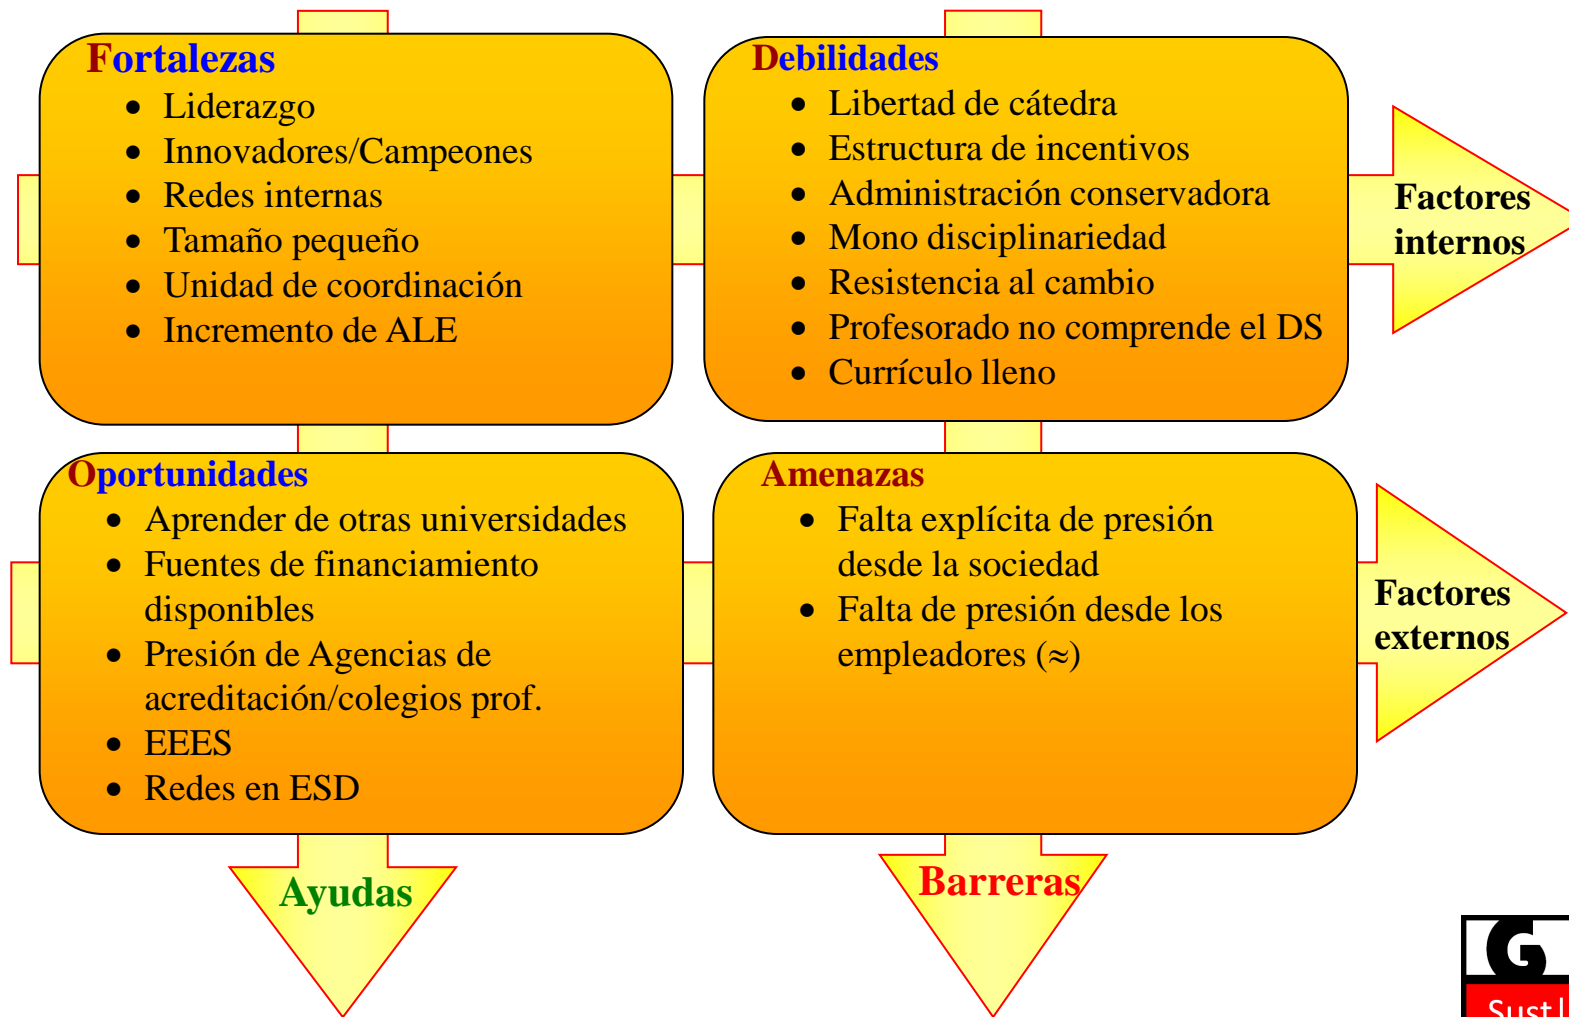 Fortalezas
• Liderazgo
• Innovadores/Campeones
• Redes internas
• Tamaño pequeño
• Unidad de coordinación
• Incremento de ALE
Debilidades
• Libertad de cátedra
• Estructura de incentivos
• Administración conservadora
• Mono disciplinariedad
• Resistencia al cambio
• Profesorado no comprende el DS
• Currículo lleno
Factores
internos
Oportunidades
• Aprender de otras universidades
• Fuentes de financiamiento
disponibles
• Presión de Agencias de
acreditación/colegios prof.
• EEES
• Redes en ESD
Amenazas
• Falta explícita de presión
desde la sociedad
• Falta de presión desde los
empleadores (≈)
Factores
externos
Ayudas
Barreras
G